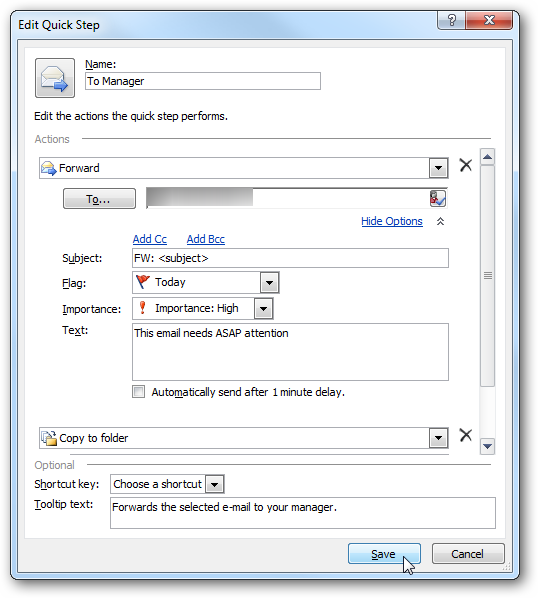 Edit Quick Step
Name:
To Manager
Edit the actions the quick step performs.
Actions
Forward
To...
Hide Options
Add Cc Add Bcc
Subject: FW: <subject>
Flag: Today
Importance: Importance: High
Text: This email needs ASAP attention
Automatically send after 1 minute delay.
Copy to folder
Optional
Shortcut key: Choose a shortcut
Tooltip text: Forwards the selected e-mail to your manager.
Save Cancel